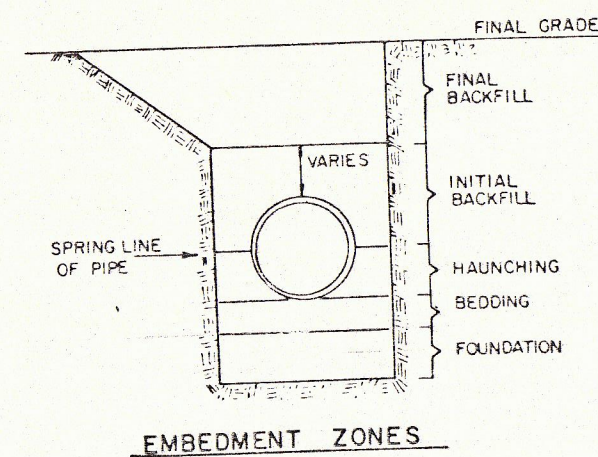 FINAL GRADE
FINAL
BACKFILL
VARIES
INITIAL
BACKFILL
SPRING LINE
OF PIPE
HAUNCHING
BEDDING
FOUNDATION
EMBEDMENT ZONES